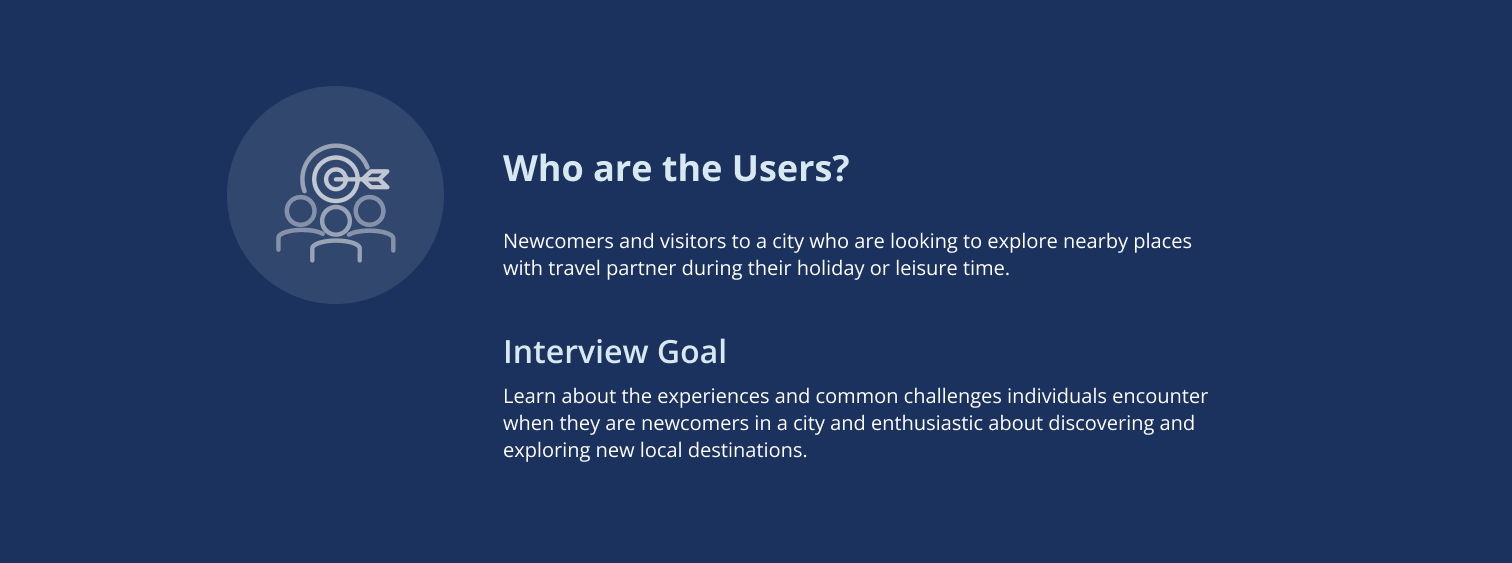 Who are the Users?
Newcomers and visitors to a city who are looking to explore nearby places
with travel partner during their holiday or leisure time.
Interview Goal
Learn about the experiences and common challenges individuals encounter
when they are newcomers in a city and enthusiastic about discovering and
exploring new local destinations.